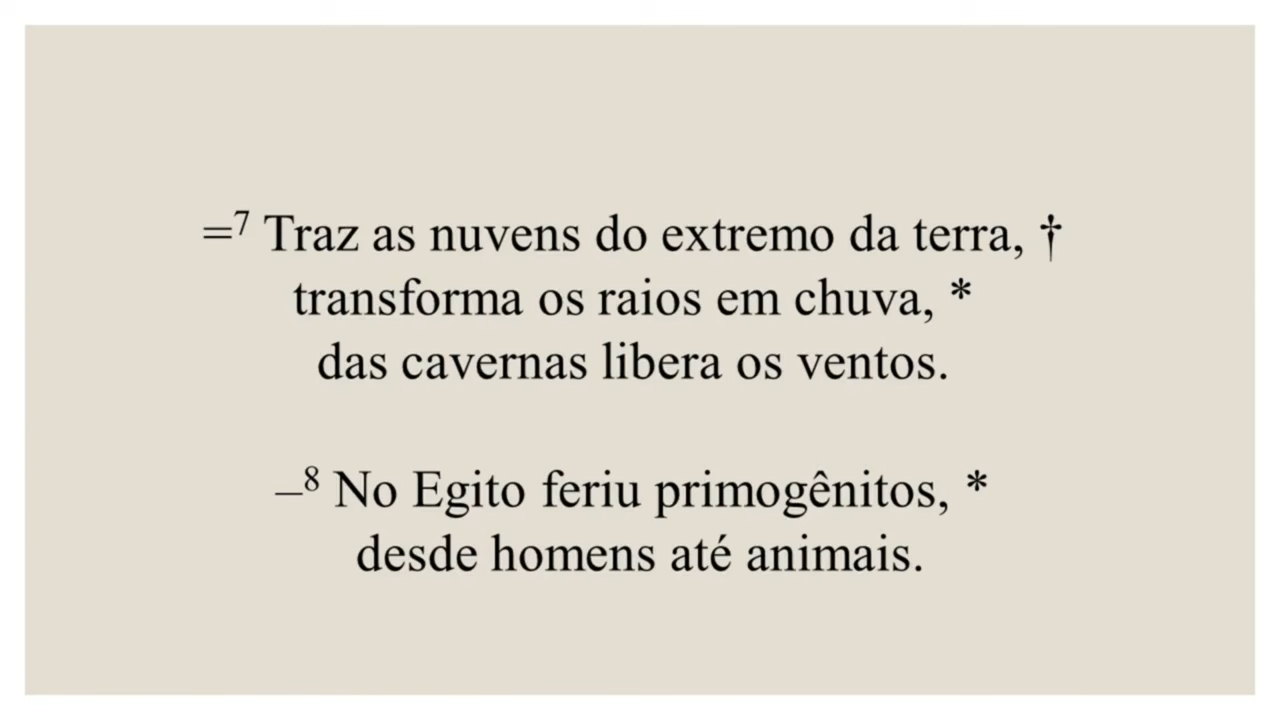 =⁷ Traz as nuvens do extremo da terra, †
transforma os raios em chuva, *
das cavernas libera os ventos.
–⁸ No Egito feriu primogênitos, *
desde homens até animais.